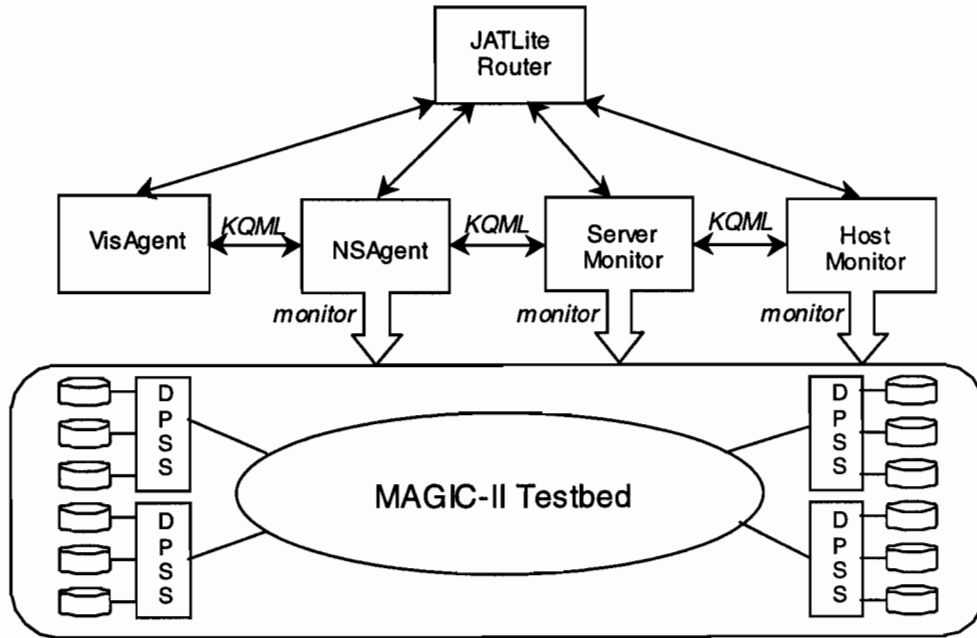 JATLite
Router
VisAgent
KQML
NSAgent
KQML
Server
Monitor
KQML
Host
Monitor
monitor
monitor
monitor
D
P
S
S
D
P
S
S
MAGIC-II Testbed
D
P
S
S
D
P
S
S